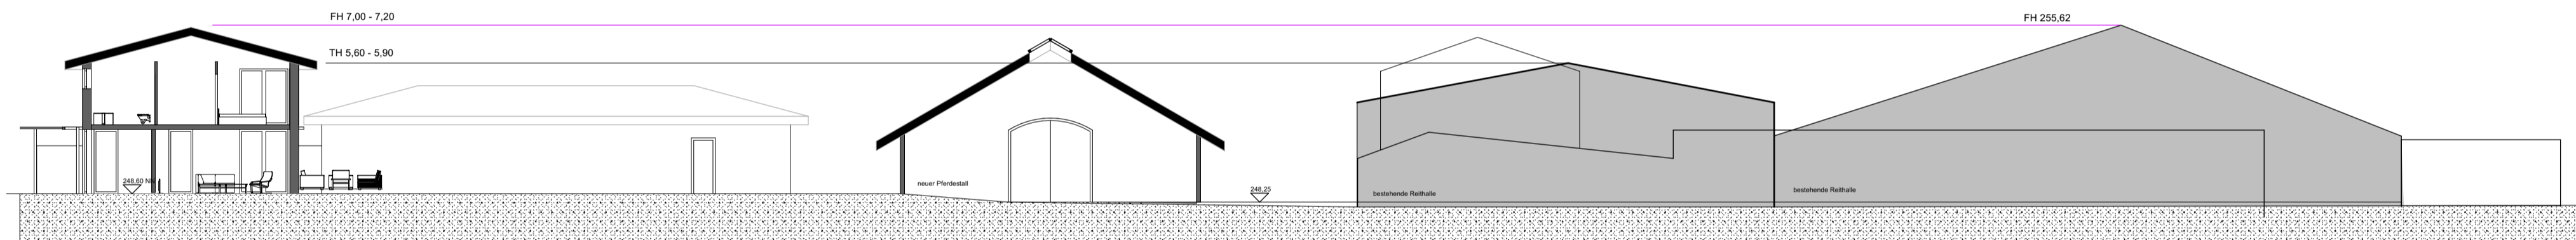 FH 7,00 - 7,20
FH 255,62
TH 5,60 - 5,90
248,60 NN
neuer Pferdestall
248,25
bestehende Reithalle
bestehende Reithalle